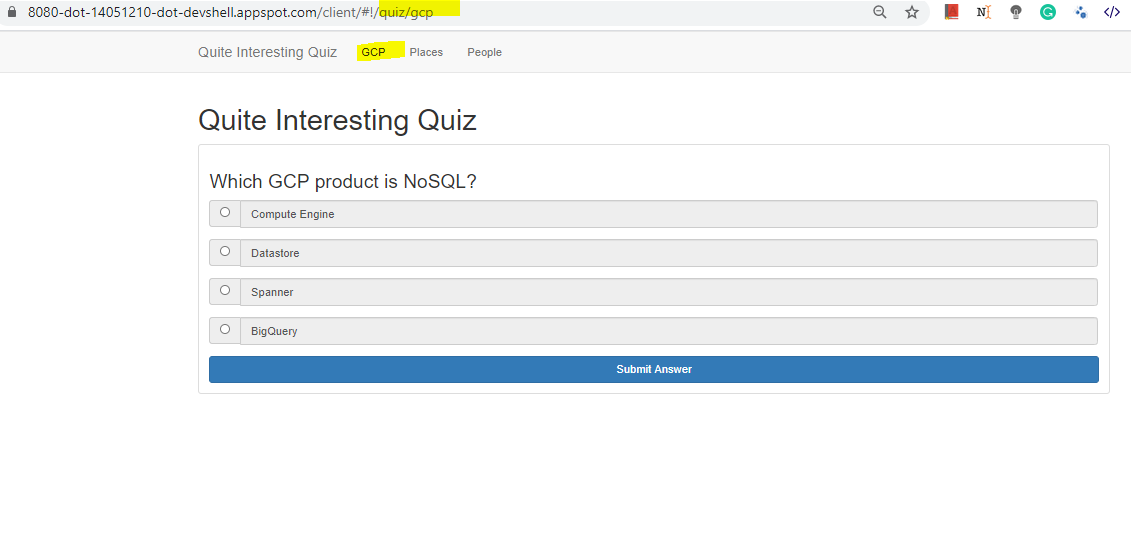 8080-dot-14051210-dot-devshell.appspot.com/client/#!/quiz/gcp
Quite Interesting Quiz GCP Places People
Quite Interesting Quiz
Which GCP product is NoSQL?
Compute Engine
Datastore
Spanner
BigQuery
Submit Answer